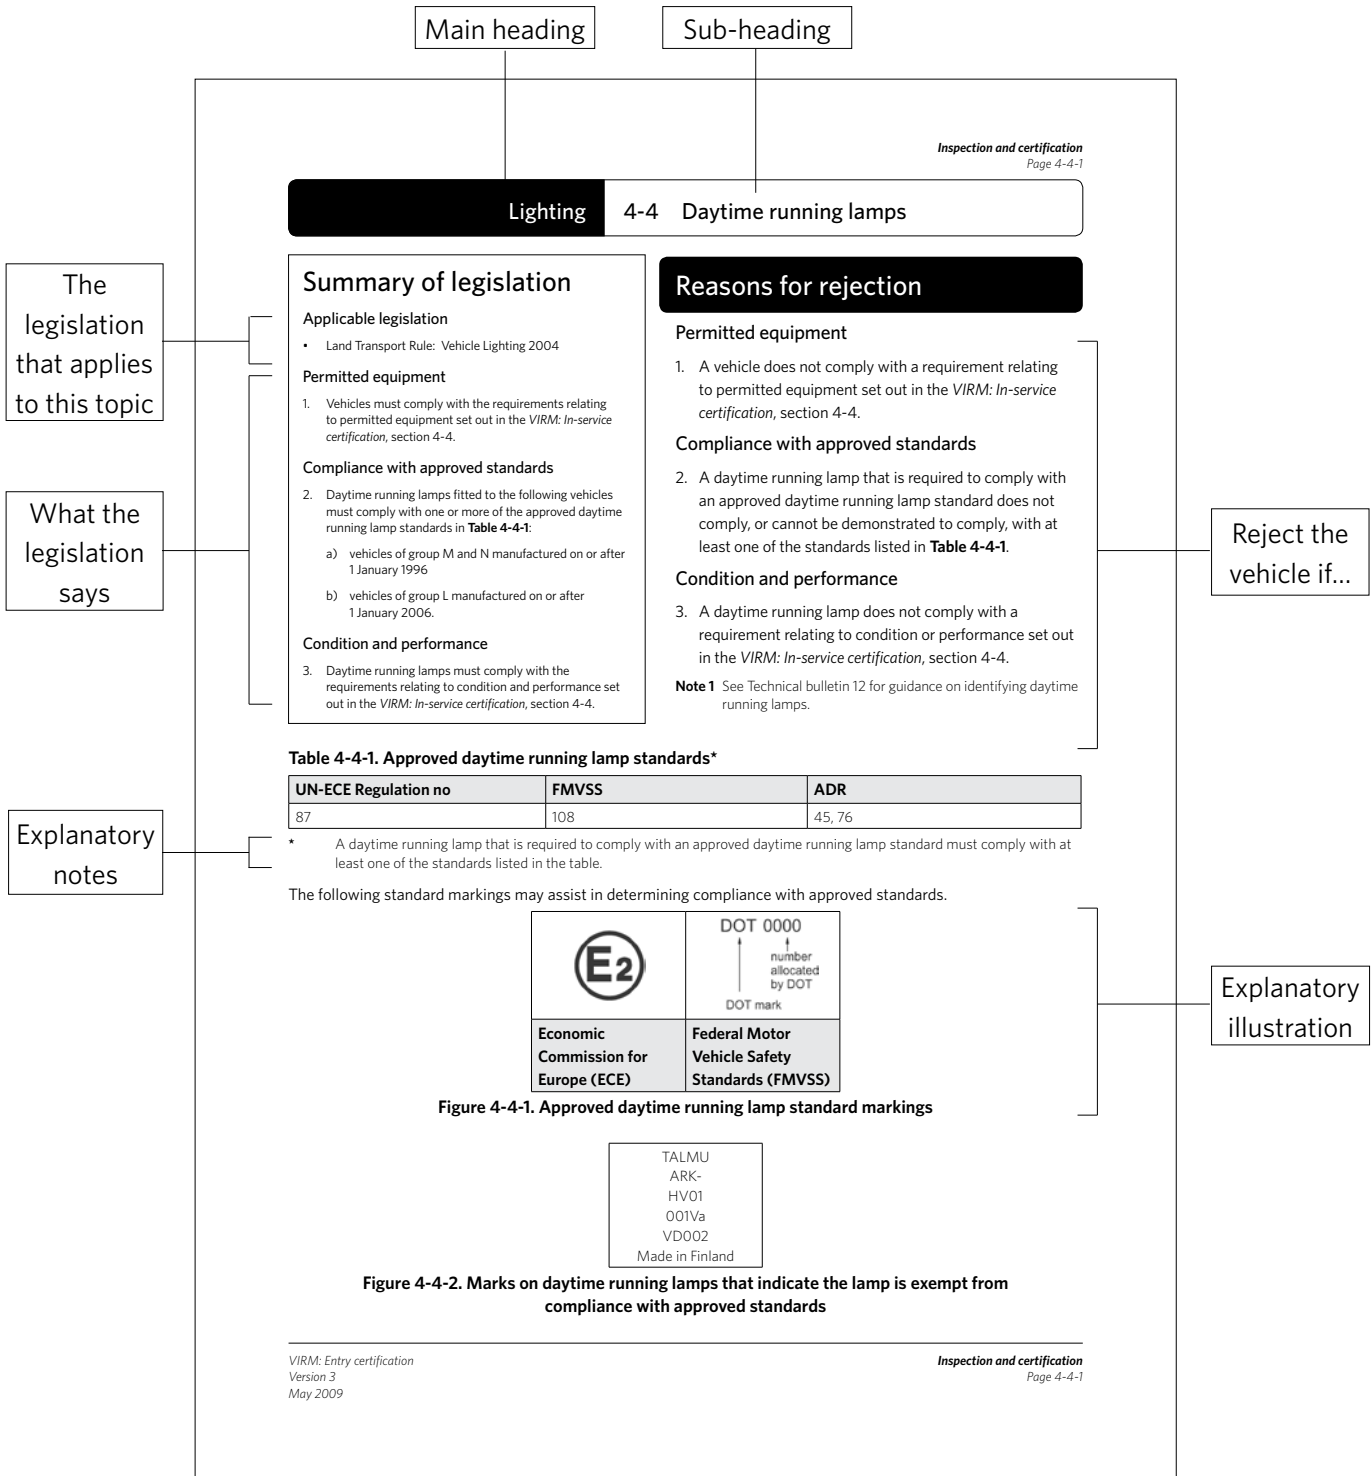 Main heading
Sub-heading
Inspection and certification
Page 4-4-1
Lighting 4-4 Daytime running lamps
The
legislation
that applies
to this topic
What the
legislation
says
Explanatory
notes
Summary of legislation
Applicable legislation
• Land Transport Rule: Vehicle Lighting 2004
Permitted equipment
1. Vehicles must comply with the requirements relating
to permitted equipment set out in the VIRM: In-service
certification, section 4-4.
Compliance with approved standards
2. Daytime running lamps fitted to the following vehicles
must comply with one or more of the approved daytime
running lamp standards in Table 4-4-1:
a) vehicles of group M and N manufactured on or after
1 January 1996
b) vehicles of group L manufactured on or after
1 January 2006.
Condition and performance
3. Daytime running lamps must comply with the
requirements relating to condition and performance set
out in the VIRM: In-service certification, section 4-4.
Reasons for rejection
Permitted equipment
1. A vehicle does not comply with a requirement relating
to permitted equipment set out in the VIRM: In-service
certification, section 4-4.
Compliance with approved standards
2. A daytime running lamp that is required to comply with
an approved daytime running lamp standard does not
comply, or cannot be demonstrated to comply, with at
least one of the standards listed in Table 4-4-1.
Condition and performance
3. A daytime running lamp does not comply with a
requirement relating to condition or performance set out
in the VIRM: In-service certification, section 4-4.
Note 1 See Technical bulletin 12 for guidance on identifying daytime
running lamps.
Reject the
vehicle if...
Table 4-4-1. Approved daytime running lamp standards*
UN-ECE Regulation no FMVSS ADR
87 108 45, 76
* A daytime running lamp that is required to comply with an approved daytime running lamp standard must comply with at
least one of the standards listed in the table.
The following standard markings may assist in determining compliance with approved standards.
E2
DOT 0000
number
allocated
by DOT
DOT mark
Economic
Commission for
Europe (ECE)
Federal Motor
Vehicle Safety
Standards (FMVSS)
Explanatory
illustration
Figure 4-4-1. Approved daytime running lamp standard markings
TALMU
ARK-
HV01
001Va
VD002
Made in Finland
Figure 4-4-2. Marks on daytime running lamps that indicate the lamp is exempt from
compliance with approved standards
VIRM: Entry certification
Version 3
May 2009
Inspection and certification
Page 4-4-1